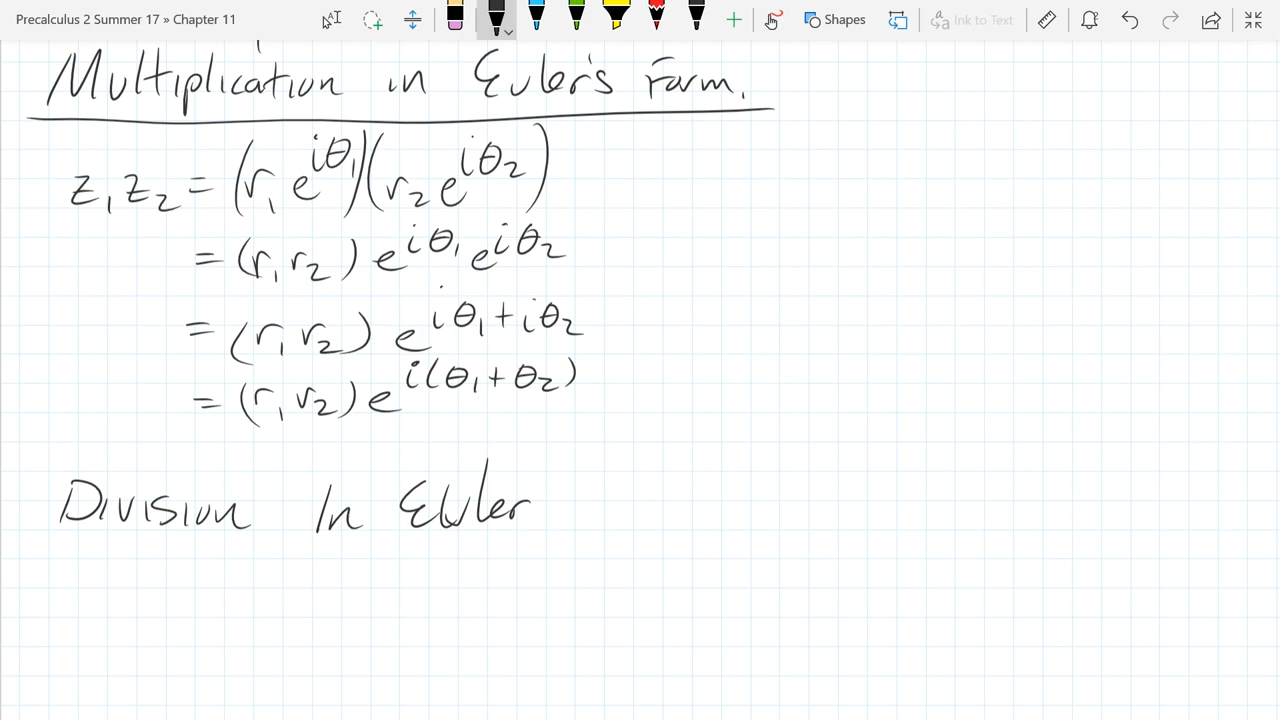 Precalculus 2 Summer 17 » Chapter 11
Shapes
Ink to Text
Multiplication in Euler's Form.
z₁z₂ = (r₁e^{iθ₁})(r₂e^{iθ₂})
= (r₁r₂) e^{iθ₁}e^{iθ₂}
= (r₁r₂) e^{iθ₁+iθ₂}
= (r₁r₂)e^{i(θ₁+θ₂)}
Division In Euler